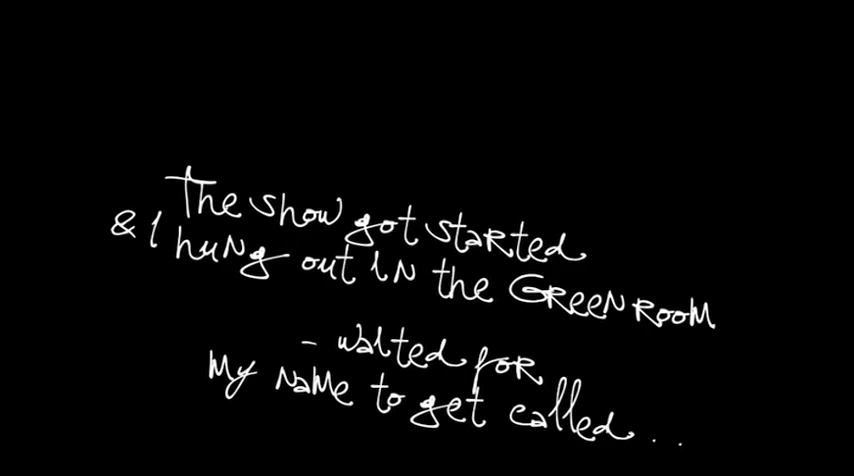 The show got started
& I hung out in the GREEN ROOM
- waited for
My NaMe to get called...